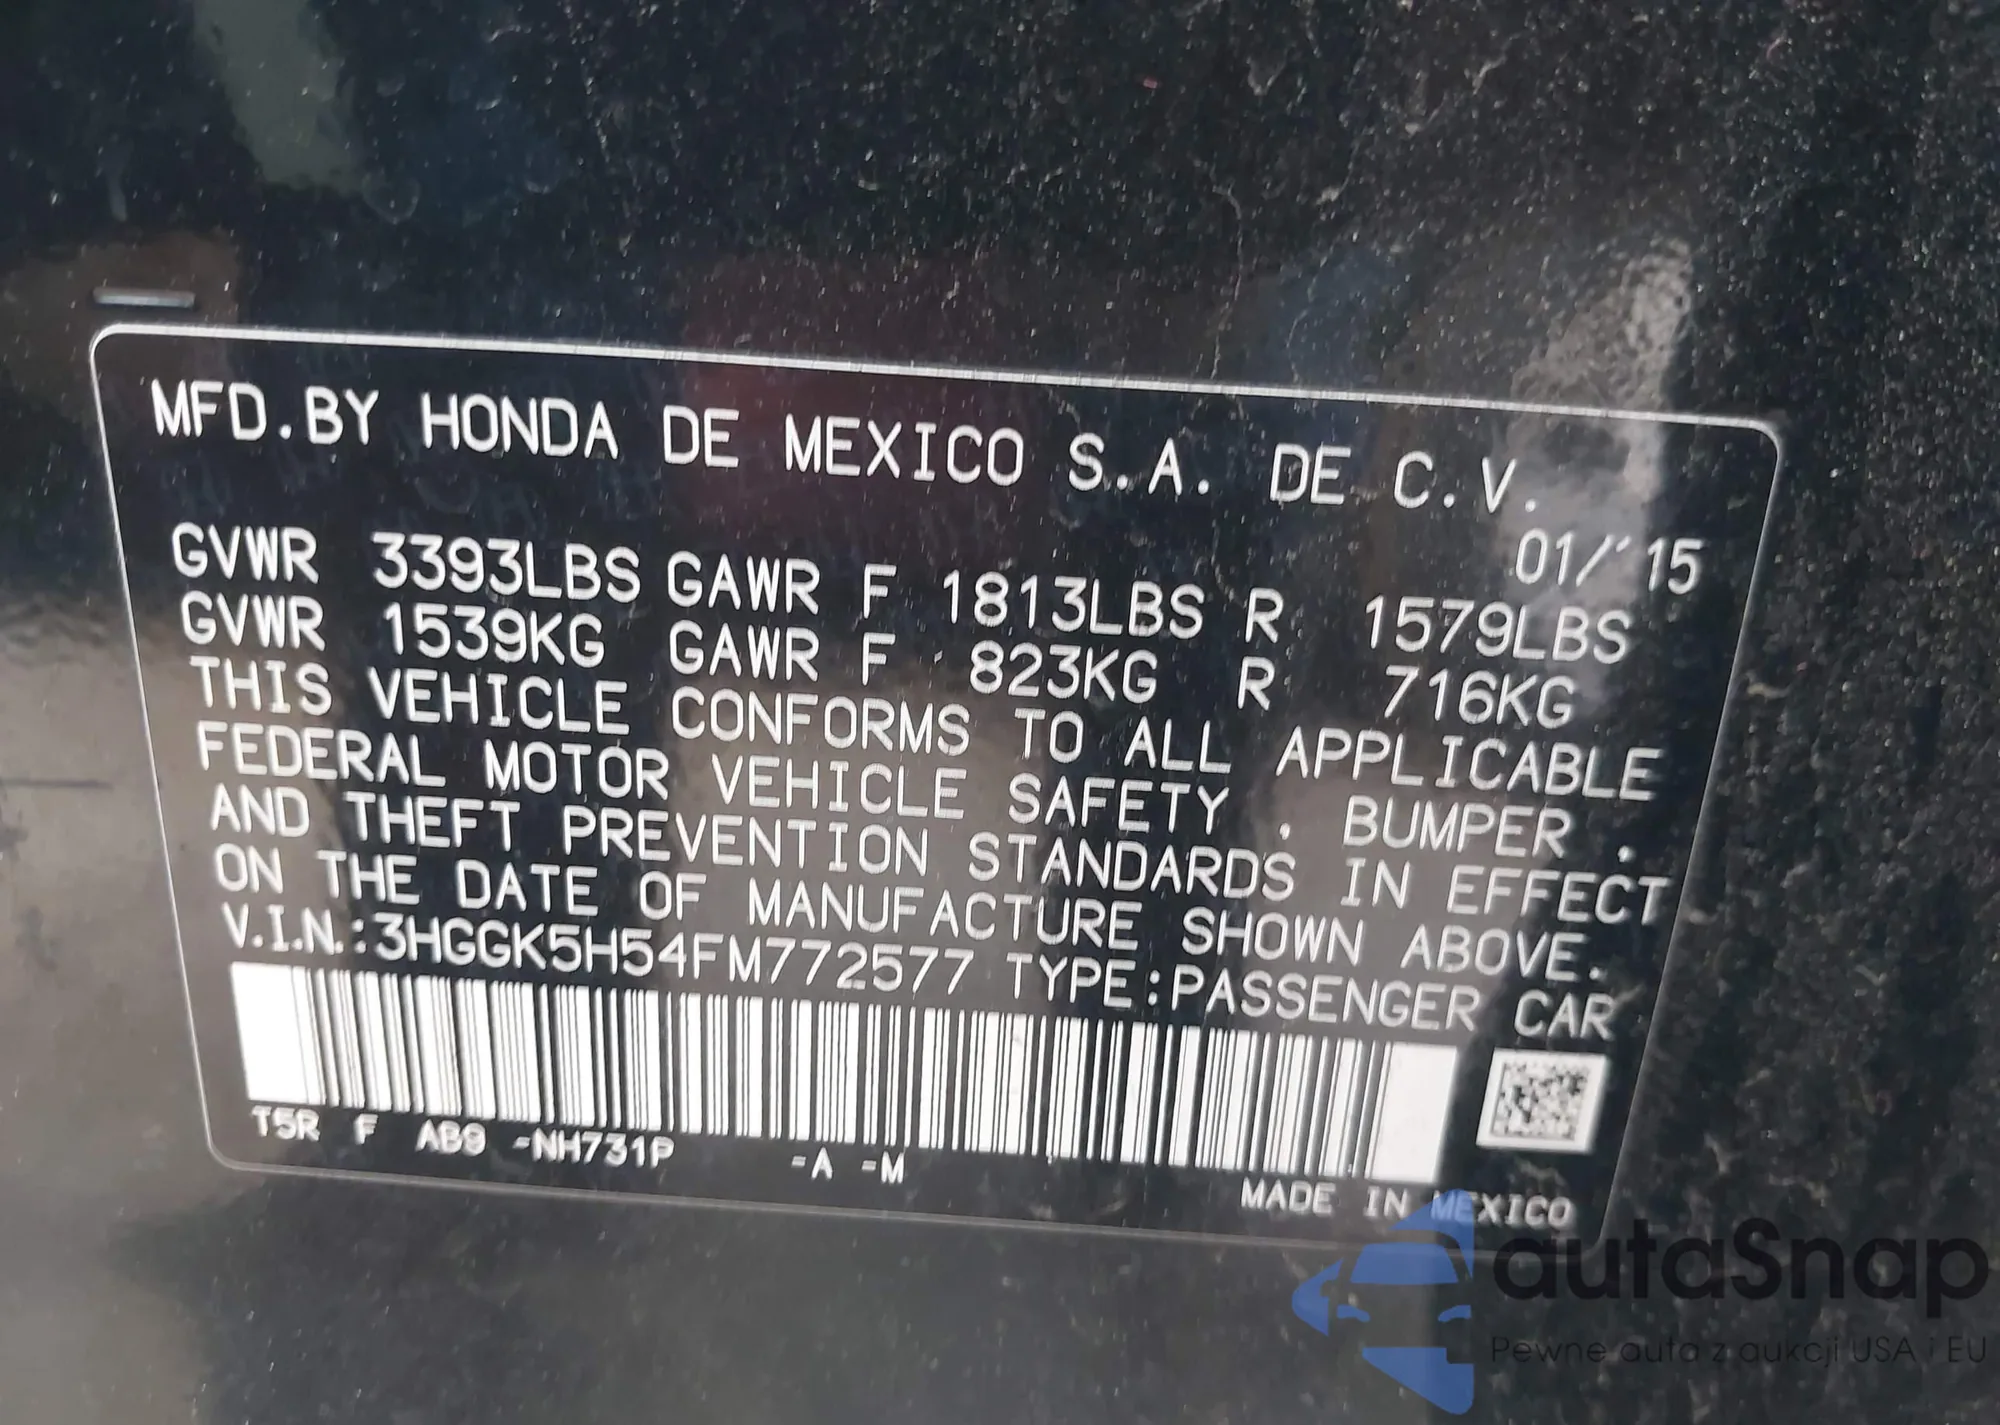 MFD.BY HONDA DE MEXICO S.A. DE C.V.
01/'15
GVWR 3393LBS GAWR F 1813LBS R 1579LBS
GVWR 1539KG GAWR F 823KG R 716KG
THIS VEHICLE CONFORMS TO ALL APPLICABLE
FEDERAL MOTOR VEHICLE SAFETY , BUMPER ,
AND THEFT PREVENTION STANDARDS IN EFFECT
ON THE DATE OF MANUFACTURE SHOWN ABOVE.
V.I.N.:3HGGK5H54FM772577 TYPE:PASSENGER CAR
T5R F AB9 -NH731P -A -M
MADE IN MEXICO
autaSnap
Pewne auta z aukcji USA i EU